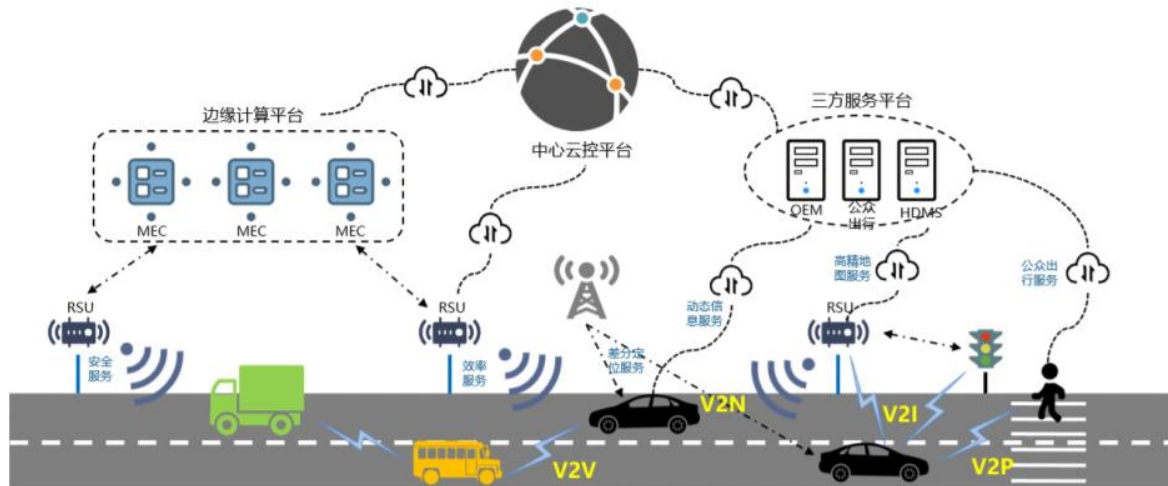 边缘计算平台
中心云控平台
三方服务平台
MEC
MEC
MEC
OEM
公众
出行
HDMS
RSU
安全
服务
RSU
效率
服务
差分定
位服务
动态信
息服务
高精地
图服务
公众出
行服务
RSU
V2N
V2I
V2V
V2P